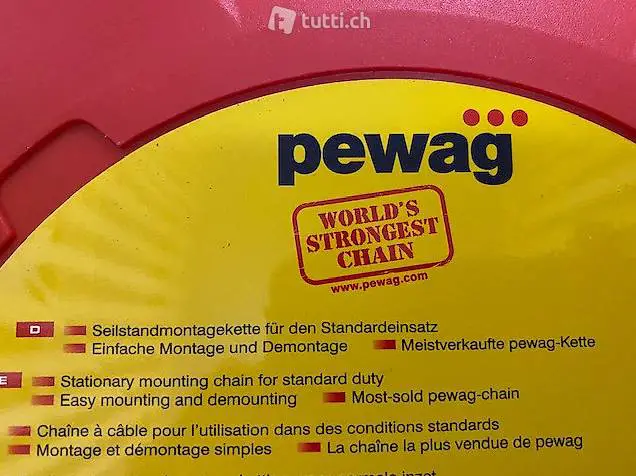 tutti.ch
pewag
WORLD'S
STRONGEST
CHAIN
www.pewag.com
D Seilstandmontagekette für den Standardeinsatz
Einfache Montage und Demontage Meistverkaufte pewag-Kette
E Stationary mounting chain for standard duty
Easy mounting and demounting Most-sold pewag-chain
Chaîne à câble pour l'utilisation dans des conditions standards
Montage et démontage simples La chaîne la plus vendue de pewag